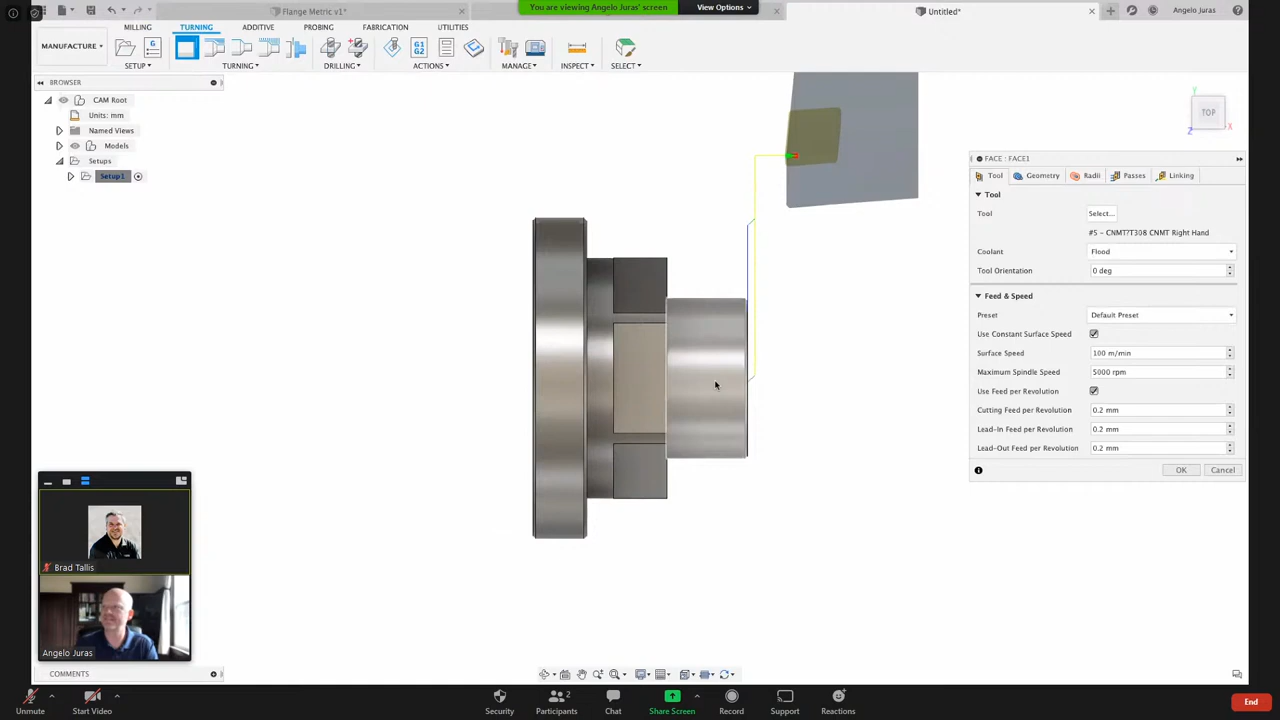 You are viewing Angelo Juras' screen
View Options
Flange Metric v1*
Untitled*
Angelo Juras
MILLING
TURNING
ADDITIVE
PROBING
FABRICATION
UTILITIES
MANUFACTURE
G1
G2
SETUP
TURNING
DRILLING
ACTIONS
MANAGE
INSPECT
SELECT
BROWSER
CAM Root
Units: mm
Named Views
Models
Setups
Setup1
TOP
Y
Z
X
FACE : FACE1
Tool
Geometry
Radii
Passes
Linking
Tool
Tool
Select...
#5 - CNMT?T308 CNMT Right Hand
Coolant
Flood
Tool Orientation
0 deg
Feed & Speed
Preset
Default Preset
Use Constant Surface Speed
Surface Speed
100 m/min
Maximum Spindle Speed
5000 rpm
Use Feed per Revolution
Cutting Feed per Revolution
0.2 mm
Lead-In Feed per Revolution
0.2 mm
Lead-Out Feed per Revolution
0.2 mm
OK
Cancel
Brad Tallis
Angelo Juras
COMMENTS
Unmute
Start Video
Security
Participants
2
Chat
Share Screen
Record
Support
Reactions
End